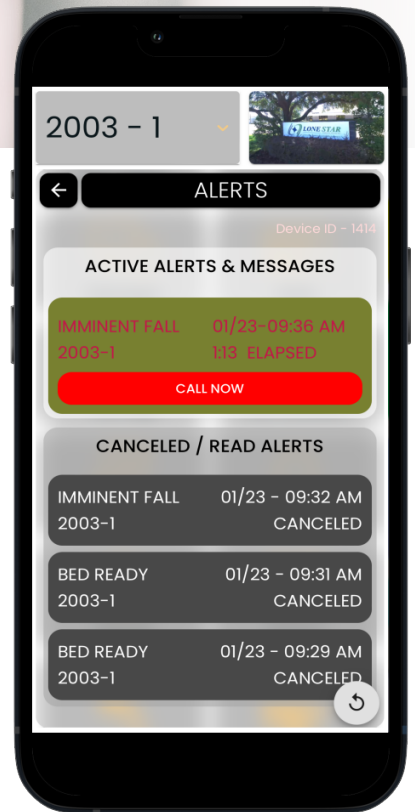 2003 - 1
LONE STAR
ALERTS
Device ID - 1414
ACTIVE ALERTS & MESSAGES
IMMINENT FALL 01/23-09:36 AM
2003-1 1:13 ELAPSED
CALL NOW
CANCELED / READ ALERTS
IMMINENT FALL 01/23 - 09:32 AM
2003-1 CANCELED
BED READY 01/23 - 09:31 AM
2003-1 CANCELED
BED READY 01/23 - 09:29 AM
2003-1 CANCELED